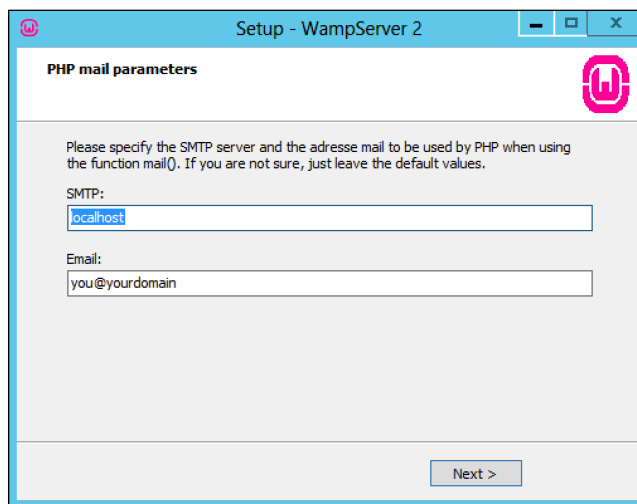 Setup - WampServer 2
PHP mail parameters
Please specify the SMTP server and the adresse mail to be used by PHP when using
the function mail(). If you are not sure, just leave the default values.
SMTP:
localhost
Email:
you@yourdomain
Next >